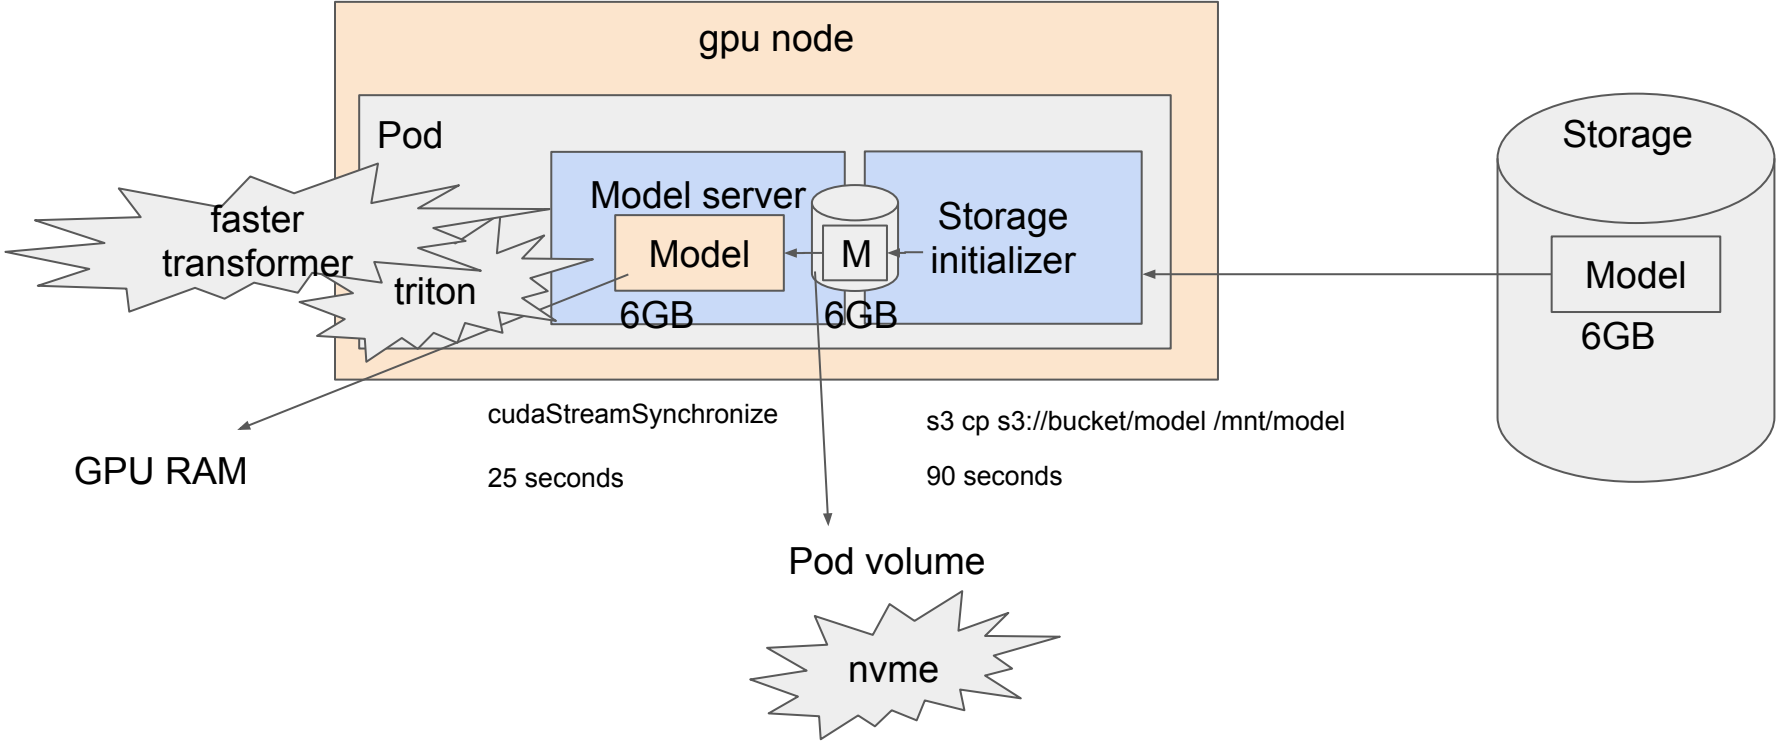 gpu node
Pod
Storage
faster
transformer
triton
Model server
Model
6GB
M
6GB
Storage
initializer
Model
6GB
cudaStreamSynchronize
25 seconds
s3 cp s3://bucket/model /mnt/model
90 seconds
GPU RAM
Pod volume
nvme